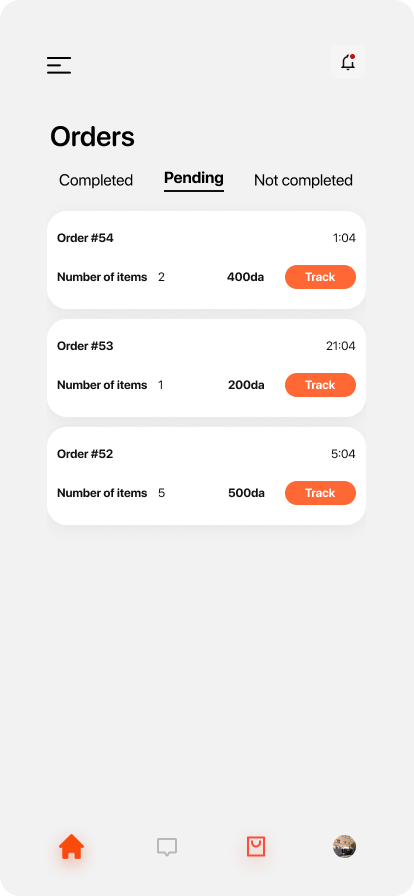 Orders
Completed Pending Not completed
Order #54 1:04
Number of items 2 400da Track
Order #53 21:04
Number of items 1 200da Track
Order #52 5:04
Number of items 5 500da Track